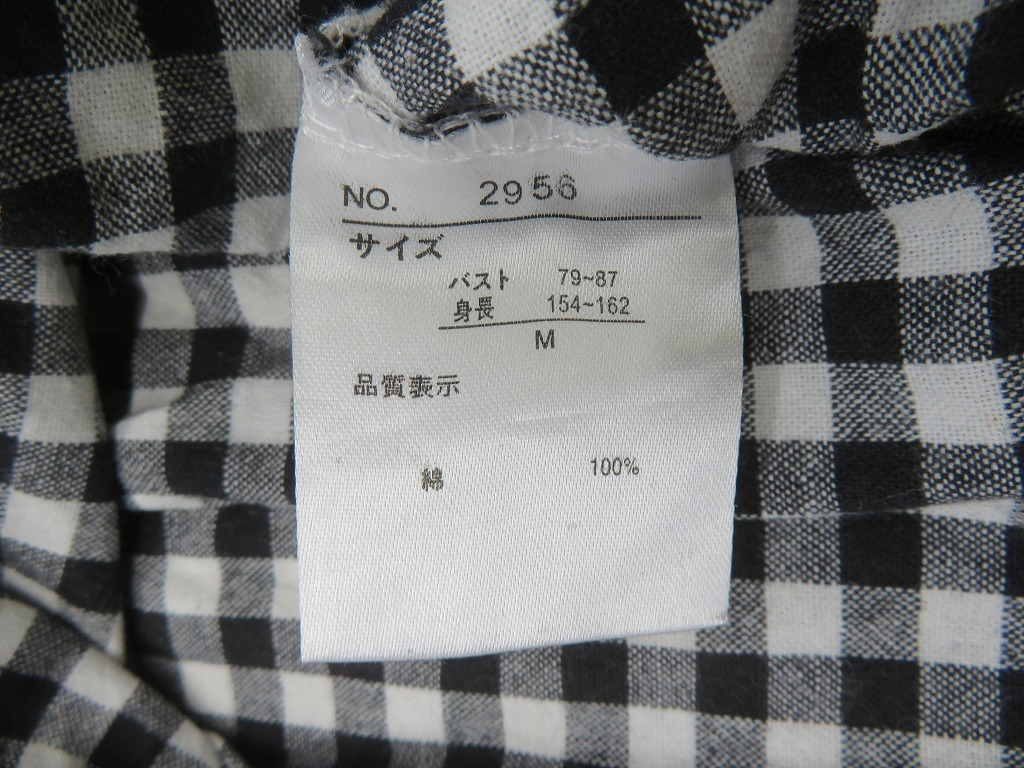 NO. 2956
サイズ
バスト 79~87
身長 154~162
M
品質表示
綿 100%